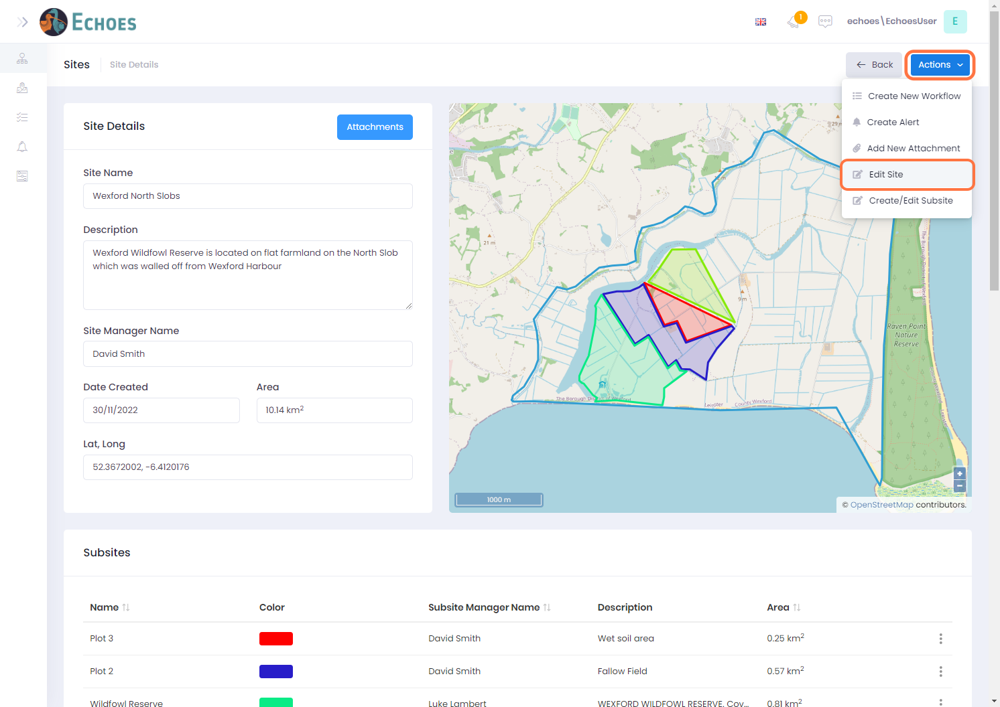 ECHOES
1
echoes\EchoesUser
E
Sites
Site Details
Back
Actions
Create New Workflow
Create Alert
Add New Attachment
Edit Site
Create/Edit Subsite
Site Details
Attachments
Site Name
Wexford North Slobs
Description
Wexford Wildfowl Reserve is located on flat farmland on the North Slob
which was walled off from Wexford Harbour
Site Manager Name
David Smith
Date Created
Area
30/11/2022
10.14 km²
Lat, Long
52.3672002, -6.4120176
29 m
21 m
9 m
Raven Point
Nature
Reserve
The Borough District of Wexford
Leinster
County Wexford
1000 m
+
−
© OpenStreetMap contributors.
Subsites
Name
Color
Subsite Manager Name
Description
Area
Plot 3
David Smith
Wet soil area
0.25 km²
Plot 2
David Smith
Fallow Field
0.57 km²
Wildfowl Reserve
Luke Lambert
WEXFORD WILDFOWL RESERVE, Cov...
0.81 km²